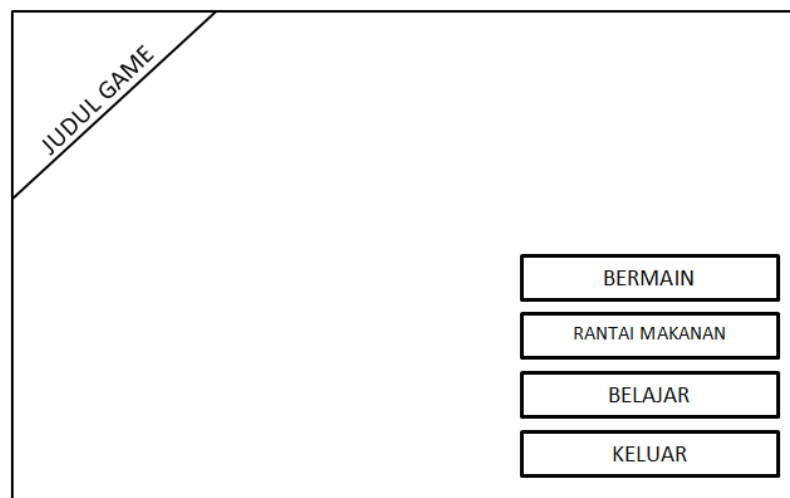 JUDUL GAME
BERMAIN
RANTAI MAKANAN
BELAJAR
KELUAR